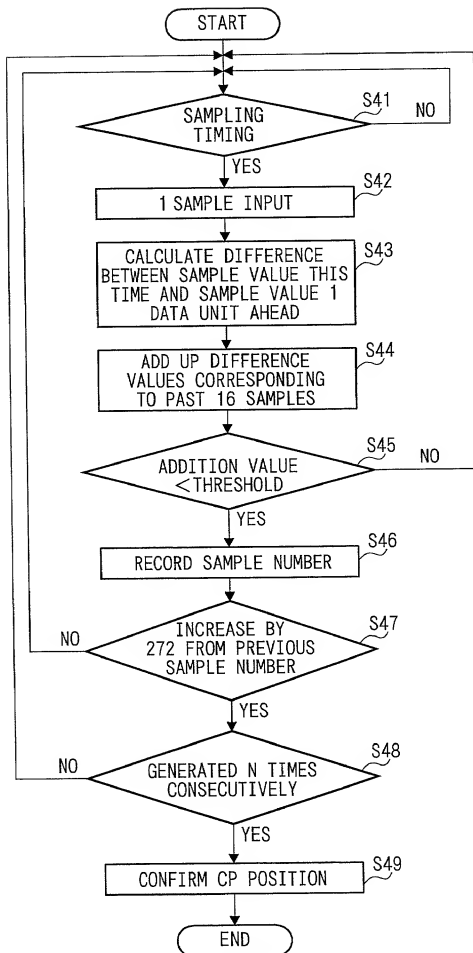 START
S41
SAMPLING
TIMING
NO
YES
S42
1 SAMPLE INPUT
S43
CALCULATE DIFFERENCE
BETWEEN SAMPLE VALUE THIS
TIME AND SAMPLE VALUE 1
DATA UNIT AHEAD
S44
ADD UP DIFFERENCE
VALUES CORRESPONDING
TO PAST 16 SAMPLES
S45
ADDITION VALUE
<THRESHOLD
NO
YES
S46
RECORD SAMPLE NUMBER
S47
NO
INCREASE BY
272 FROM PREVIOUS
SAMPLE NUMBER
YES
S48
NO
GENERATED N TIMES
CONSECUTIVELY
YES
S49
CONFIRM CP POSITION
END